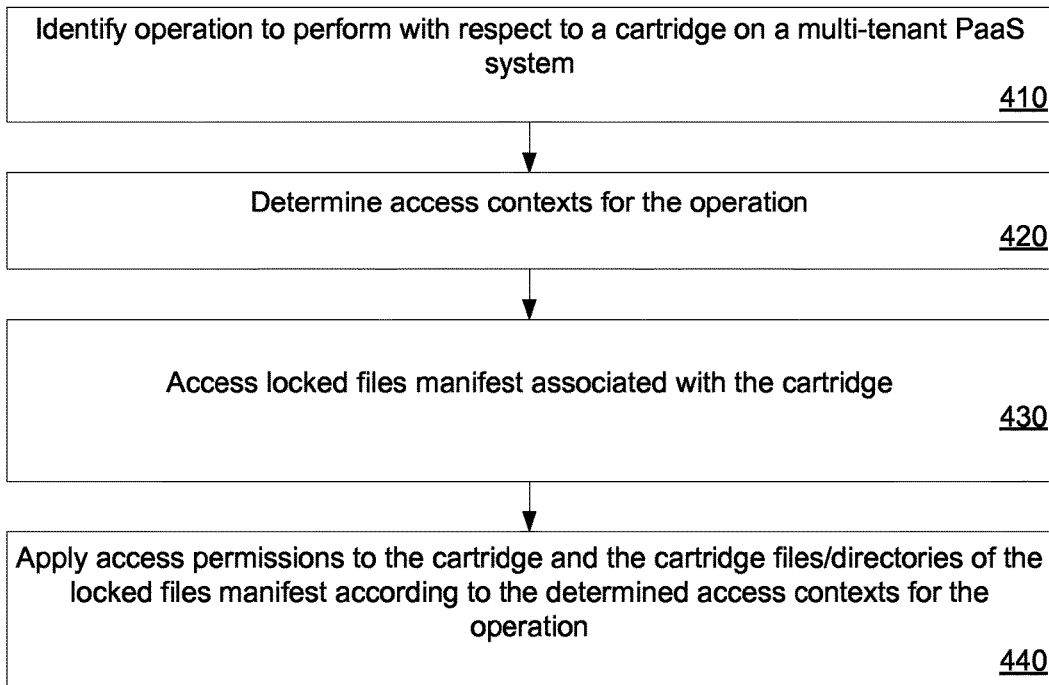 Identify operation to perform with respect to a cartridge on a multi-tenant PaaS
system
410
Determine access contexts for the operation
420
Access locked files manifest associated with the cartridge
430
Apply access permissions to the cartridge and the cartridge files/directories of the
locked files manifest according to the determined access contexts for the
operation
440